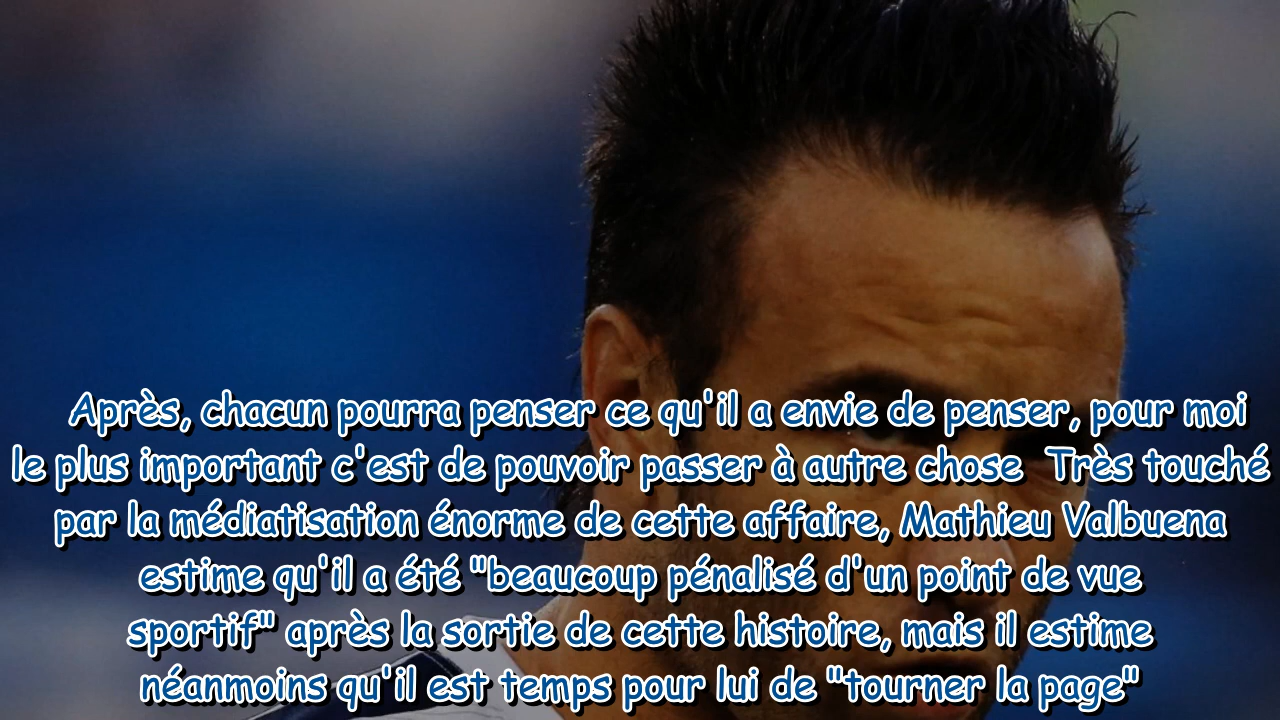 Après, chacun pourra penser ce qu'il a envie de penser, pour moi
le plus important c'est de pouvoir passer à autre chose  Très touché
par la médiatisation énorme de cette affaire, Mathieu Valbuena
estime qu'il a été "beaucoup pénalisé d'un point de vue
sportif" après la sortie de cette histoire, mais il estime
néanmoins qu'il est temps pour lui de "tourner la page"